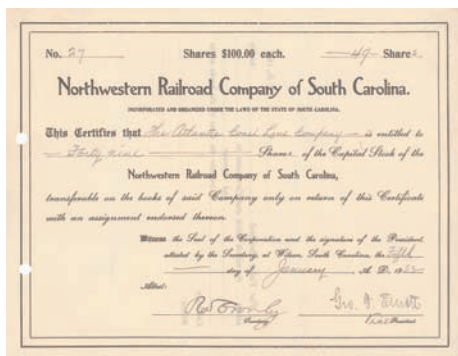 No. 27 Shares $100.00 each. 49 Shares
Northwestern Railroad Company of South Carolina.
INCORPORATED AND ORGANIZED UNDER THE LAWS OF THE STATE OF SOUTH CAROLINA.
This Certifies that The Atlantic Coast Line Company is entitled to
Forty nine Shares of the Capital Stock of the
Northwestern Railroad Company of South Carolina,
transferable on the books of said Company only on return of this Certificate
with an assignment endorsed thereon.
Witness the Seal of the Corporation and the signature of the President,
attested by the Secretary, at Wilson, South Carolina, the Fifth
day of January A. D. 19
Attest:
Secretary President